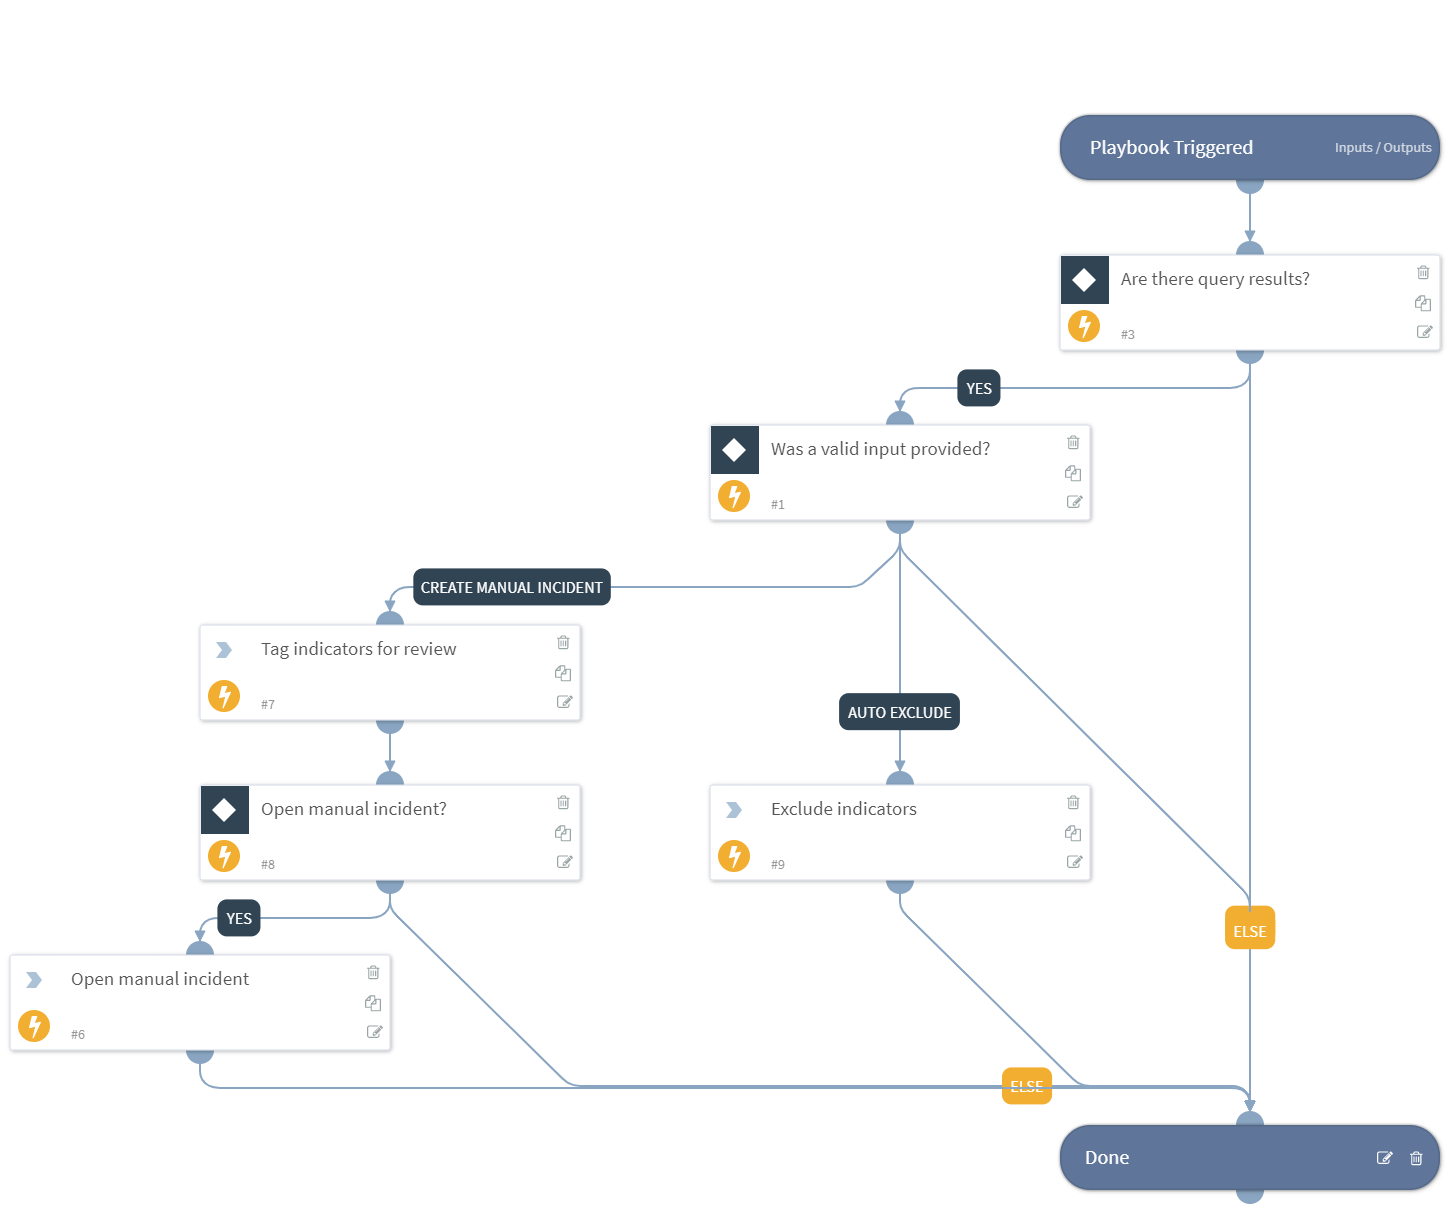 Playbook Triggered
Inputs / Outputs
Are there query results?
#3
YES
Was a valid input provided?
#1
CREATE MANUAL INCIDENT
Tag indicators for review
#7
AUTO EXCLUDE
Open manual incident?
#8
Exclude indicators
#9
YES
ELSE
Open manual incident
#6
ELSE
Done